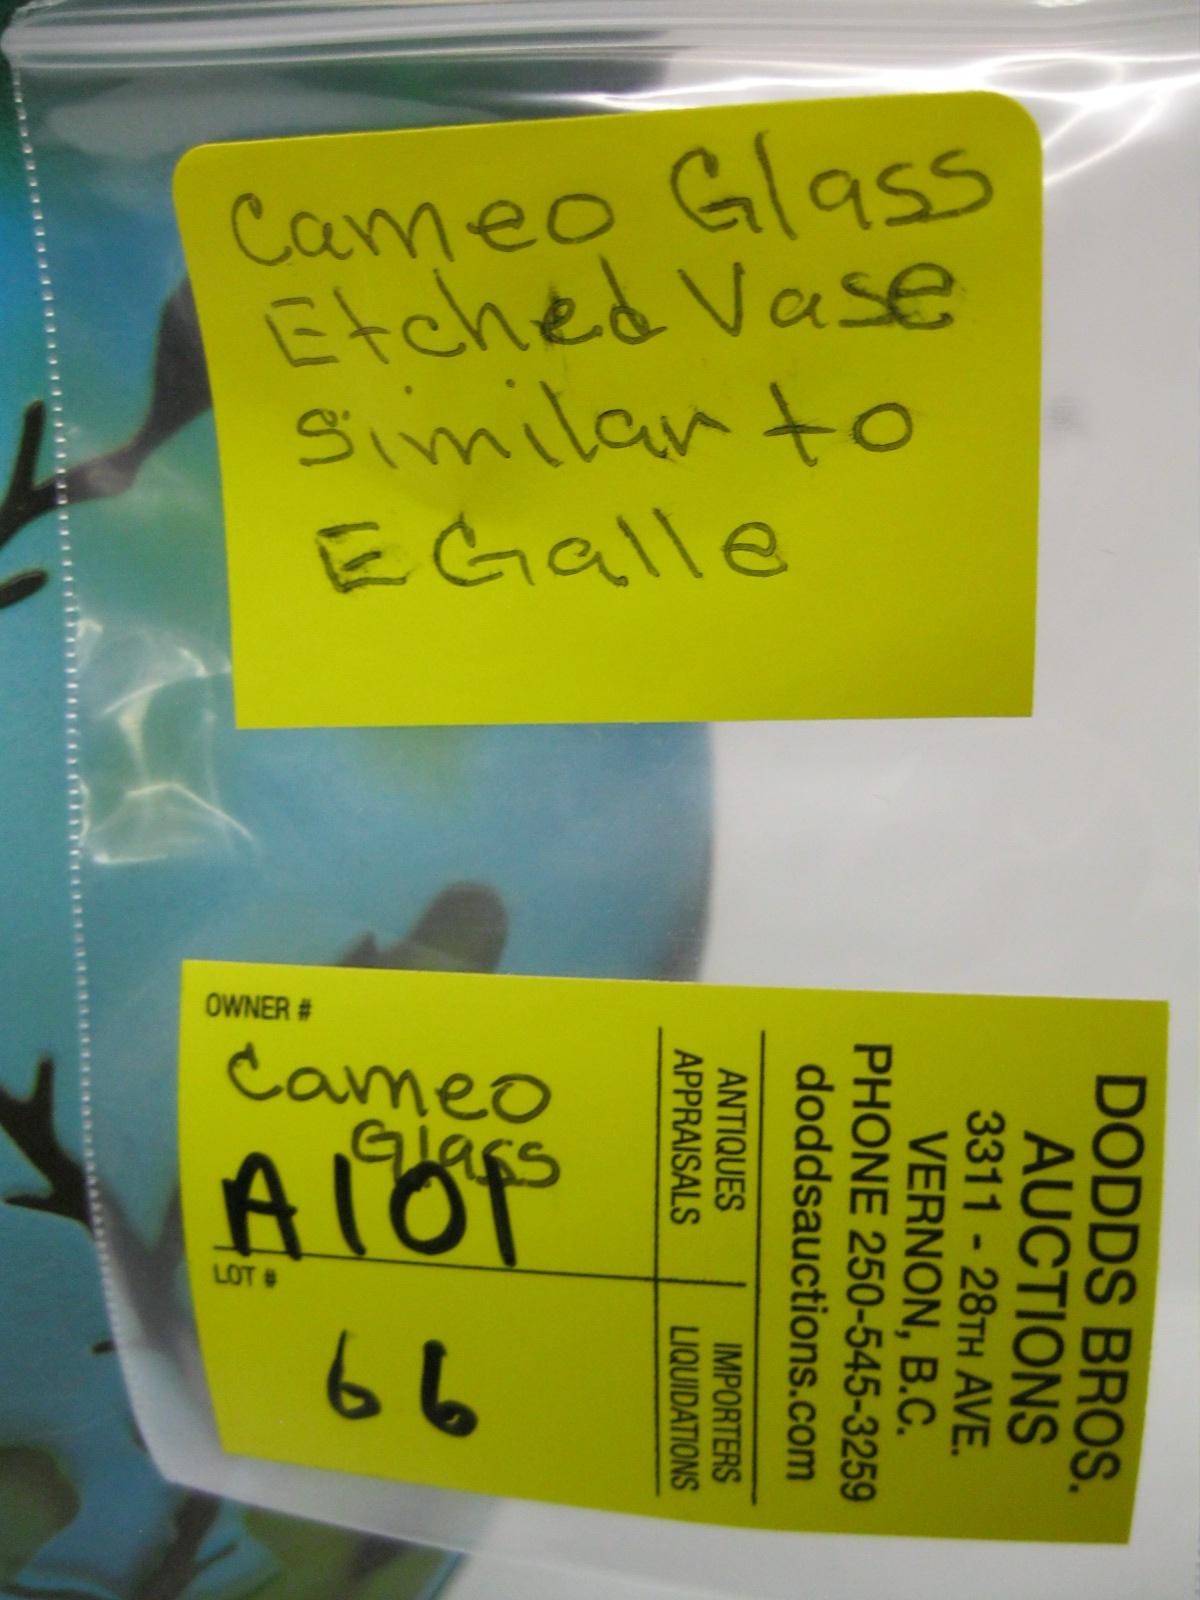 Cameo Glass
Etched Vase
Similar to
E Galle
OWNER #
Cameo
Glass
A101
LOT #
66
ANTIQUES
APPRAISALS
IMPORTERS
LIQUIDATIONS
DODDS BROS.
AUCTIONS
3311 - 28TH AVE.
VERNON, B.C.
PHONE 250-545-3259
doddsauctions.com